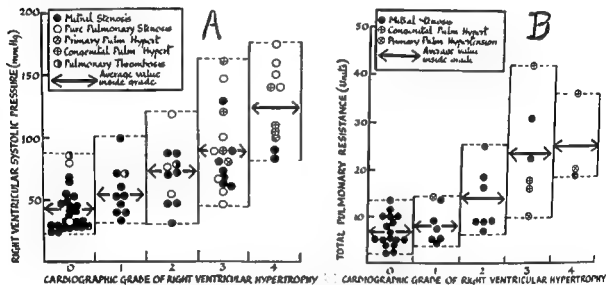 A
Mitral Stenosis
Pure Pulmonary Stenosis
Primary Pulm Hypert
Congenital Pulm Hypert
Pulmonary Thrombosis
Average value
inside grade
RIGHT VENTRICULAR SYSTOLIC PRESSURE (mmHg)
200
150
100
50
0 1 2 3 4
CARDIOGRAPHIC GRADE OF RIGHT VENTRICULAR HYPERTROPHY
B
Mitral Stenosis
Congenital Pulm Hypert
Primary Pulm Hypertension
Average value
inside grade
TOTAL PULMONARY RESISTANCE (Units)
50
40
30
20
10
0 1 2 3 4
CARDIOGRAPHIC GRADE OF RIGHT VENTRICULAR HYPERTROPHY